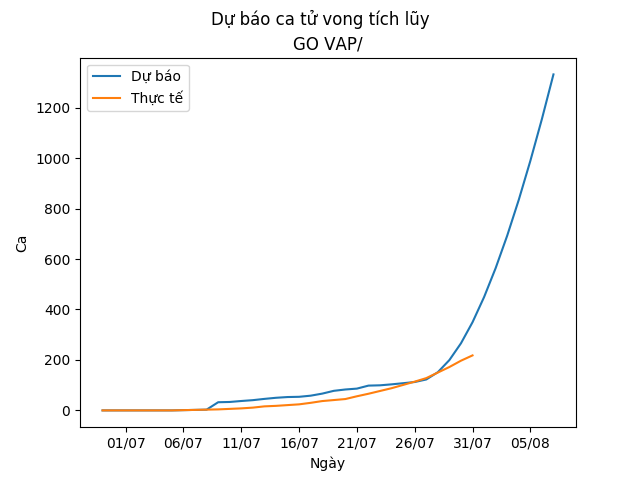 Dự báo ca tử vong tích lũy
GO VAP/
Dự báo
Thực tế
1200
1000
800
600
400
200
0
Ca
01/07 06/07 11/07 16/07 21/07 26/07 31/07 05/08
Ngày